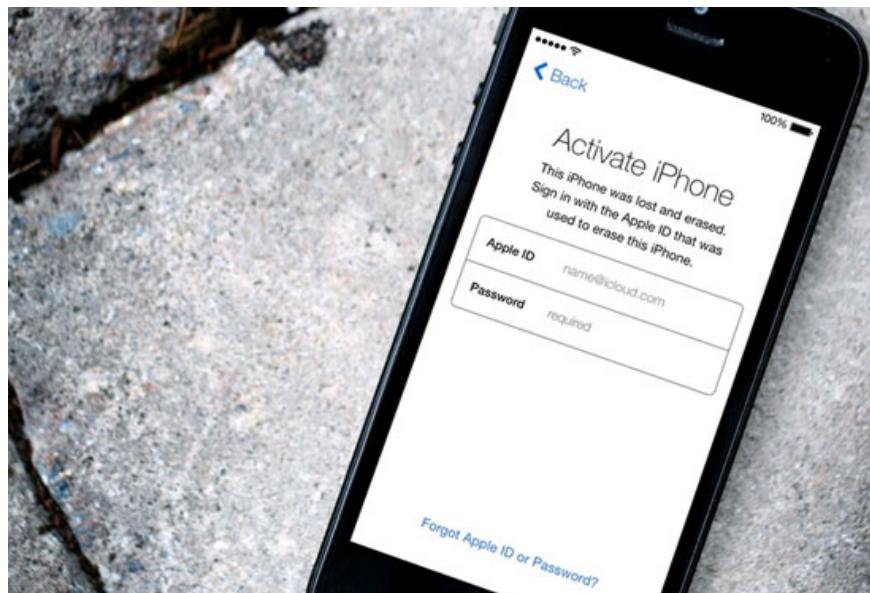 100%
Back
Activate iPhone
This iPhone was lost and erased.
Sign in with the Apple ID that was
used to erase this iPhone.
Apple ID name@icloud.com
Password required
Forgot Apple ID or Password?